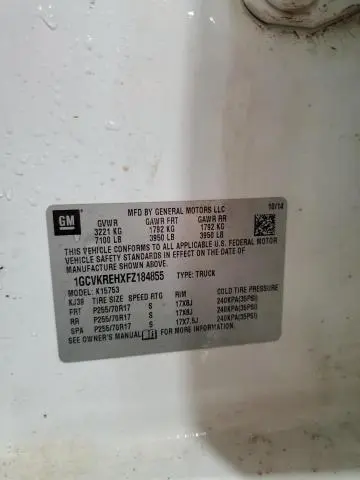 GM
MFD BY GENERAL MOTORS LLC 10/14
GVWR GAWR FRT GAWR RR
3221 KG 1792 KG 1792 KG
7100 LB 3950 LB 3950 LB
THIS VEHICLE CONFORMS TO ALL APPLICABLE U.S. FEDERAL MOTOR
VEHICLE SAFETY STANDARDS IN EFFECT ON THE DATE OF
MANUFACTURE SHOWN ABOVE.
1GCVKREHXFZ184855 TYPE: TRUCK
MODEL: K15753
KJ39 TIRE SIZE SPEED RTG RIM COLD TIRE PRESSURE
FRT P255/70R17 S 17X8J 240KPA(35PSI)
RR P255/70R17 S 17X8J 240KPA(35PSI)
SPA P255/70R17 S 17X7.5J 240KPA(35PSI)
SEE OWNER'S MANUAL FOR MORE INFORMATION.